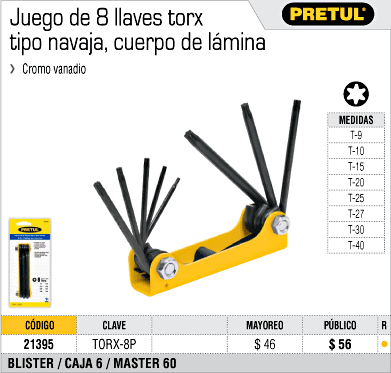 Juego de 8 llaves torx
tipo navaja, cuerpo de lámina
PRETUL®
› Cromo vanadio
MEDIDAS
T-9
T-10
T-15
T-20
T-25
T-27
T-30
T-40
PRETUL
CÓDIGO CLAVE MAYOREO PÚBLICO R
21395 TORX-8P $ 46 $ 56
BLISTER / CAJA 6 / MASTER 60